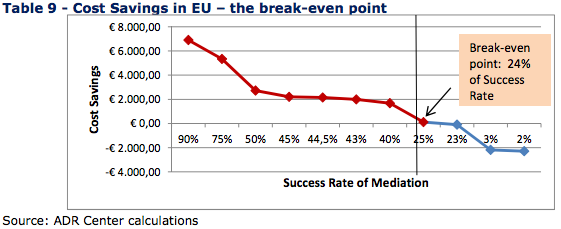 Table 9 - Cost Savings in EU – the break-even point
€ 8.000,00
€ 6.000,00
€ 4.000,00
€ 2.000,00
€ 0,00
-€ 2.000,00
-€ 4.000,00
Cost Savings
90% 75% 50% 45% 44,5% 43% 40% 25% 23% 3% 2%
Success Rate of Mediation
Break-even
point: 24%
of Success
Rate
Source: ADR Center calculations